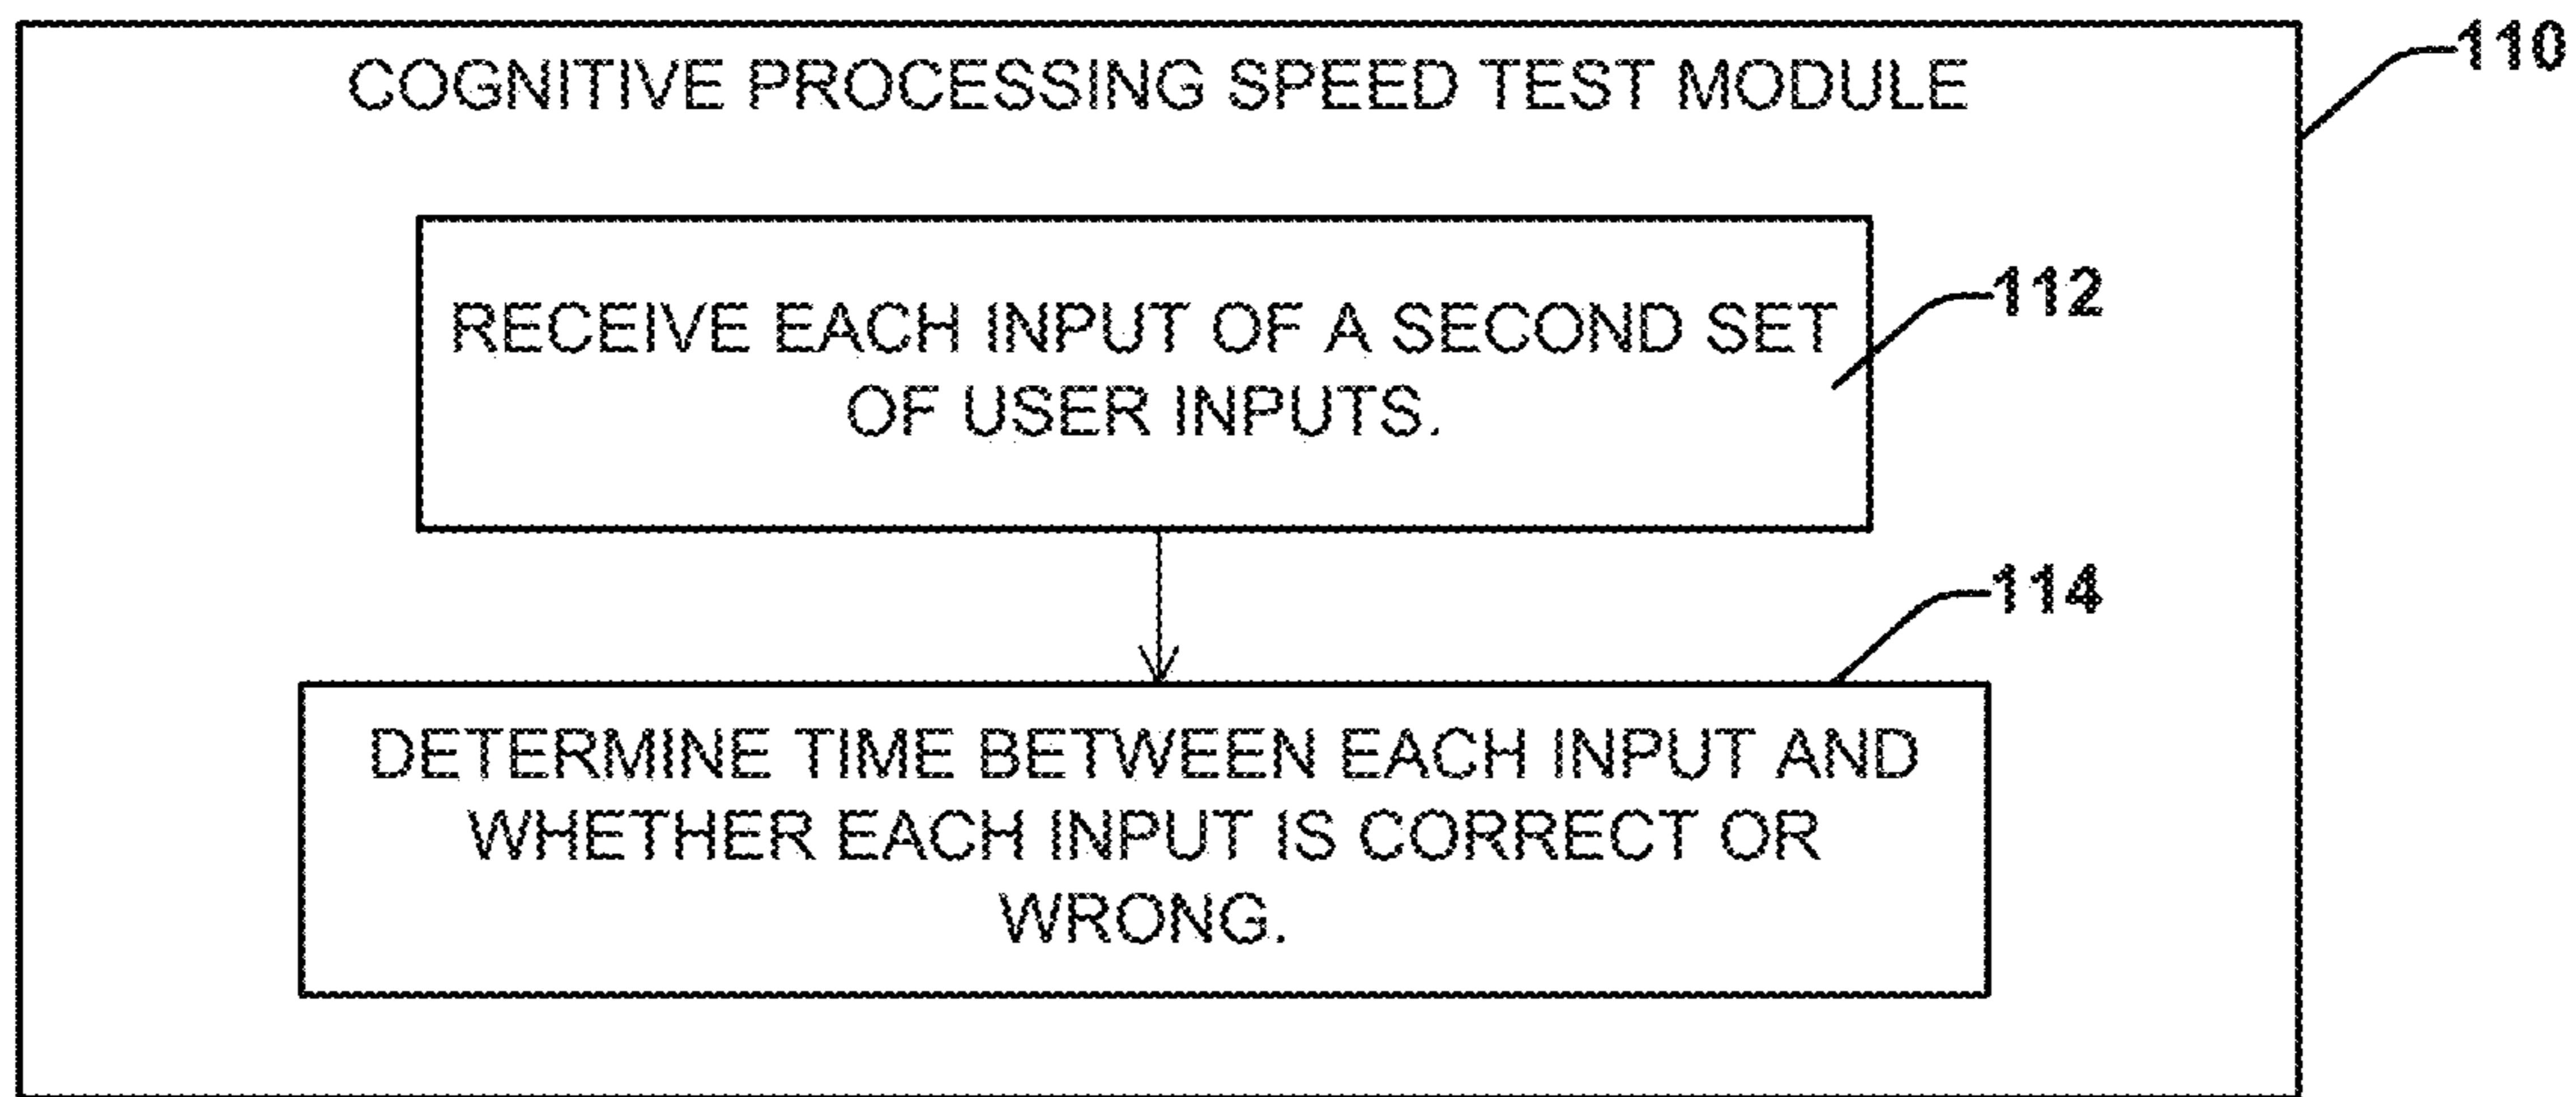 COGNITIVE PROCESSING SPEED TEST MODULE
110
RECEIVE EACH INPUT OF A SECOND SET
OF USER INPUTS.
112
DETERMINE TIME BETWEEN EACH INPUT AND
WHETHER EACH INPUT IS CORRECT OR
WRONG.
114